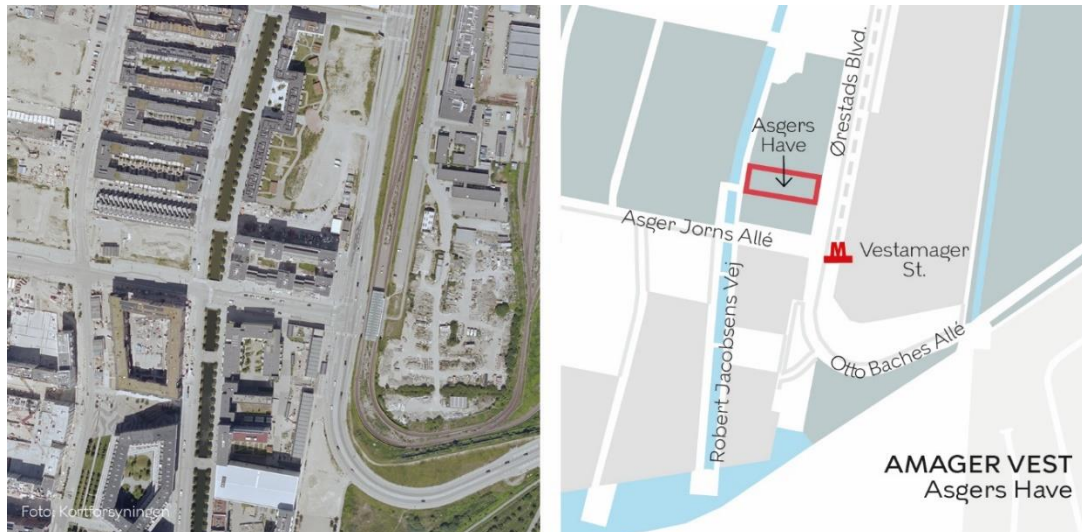 Foto: Kortforsyningen
Ørestads Blvd.
Asgers
Have
Asger Jorns Allé
M
Vestamager
St.
Robert Jacobsens Vej
Otto Baches Allé
AMAGER VEST
Asgers Have